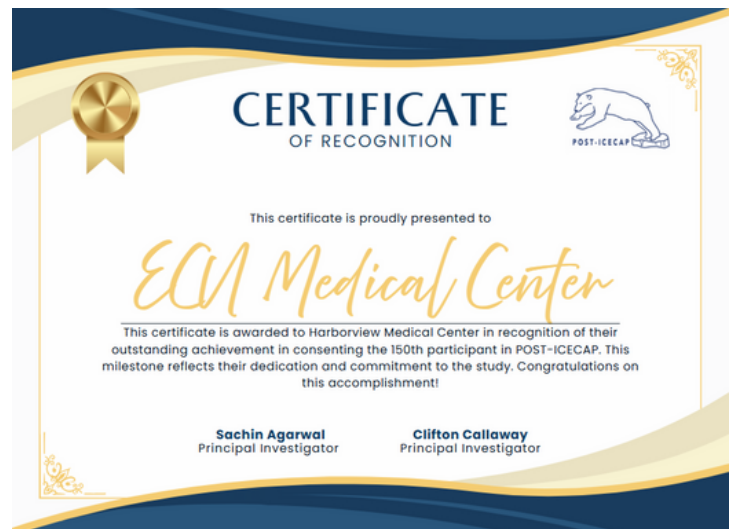 CERTIFICATE
OF RECOGNITION
POST-ICECAP
This certificate is proudly presented to
ECU Medical Center
This certificate is awarded to Harborview Medical Center in recognition of their
outstanding achievement in consenting the 150th participant in POST-ICECAP. This
milestone reflects their dedication and commitment to the study. Congratulations on
this accomplishment!
Sachin Agarwal
Principal Investigator
Clifton Callaway
Principal Investigator